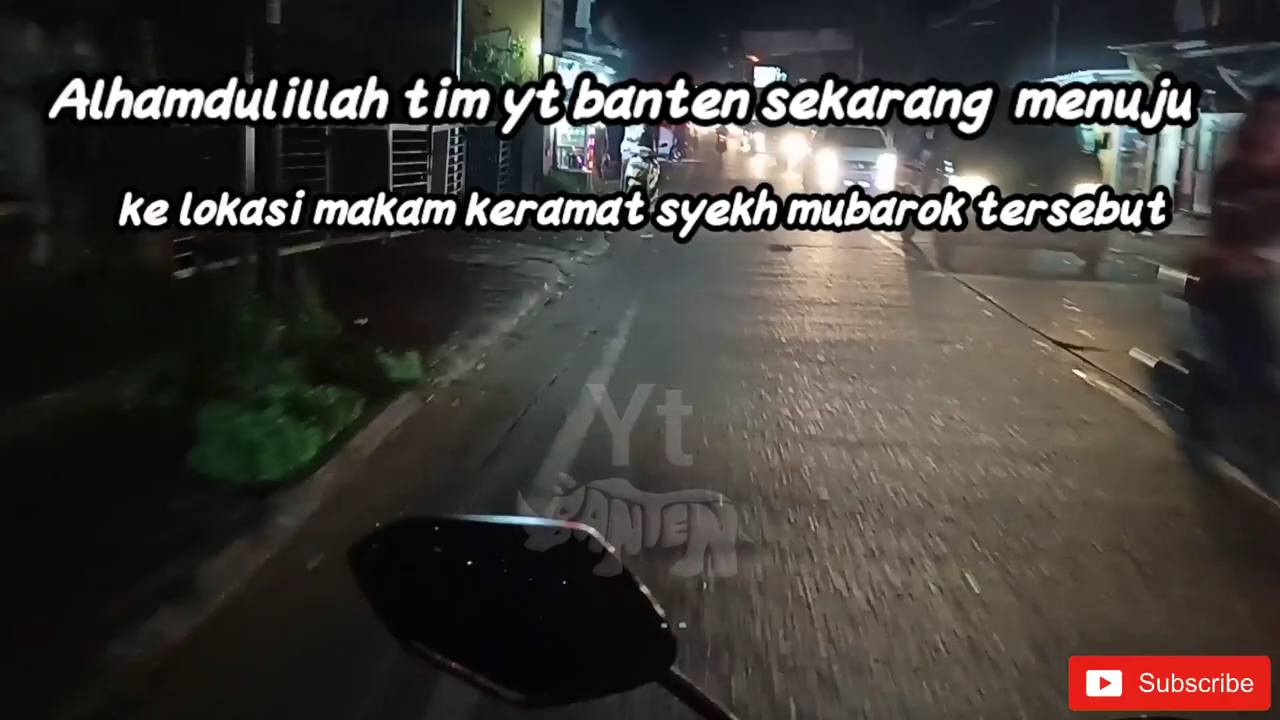 Alhamdulillah tim yt banten sekarang menuju
ke lokasi makam keramat syekh mubarok tersebut
Yt
BANTEN
Subscribe